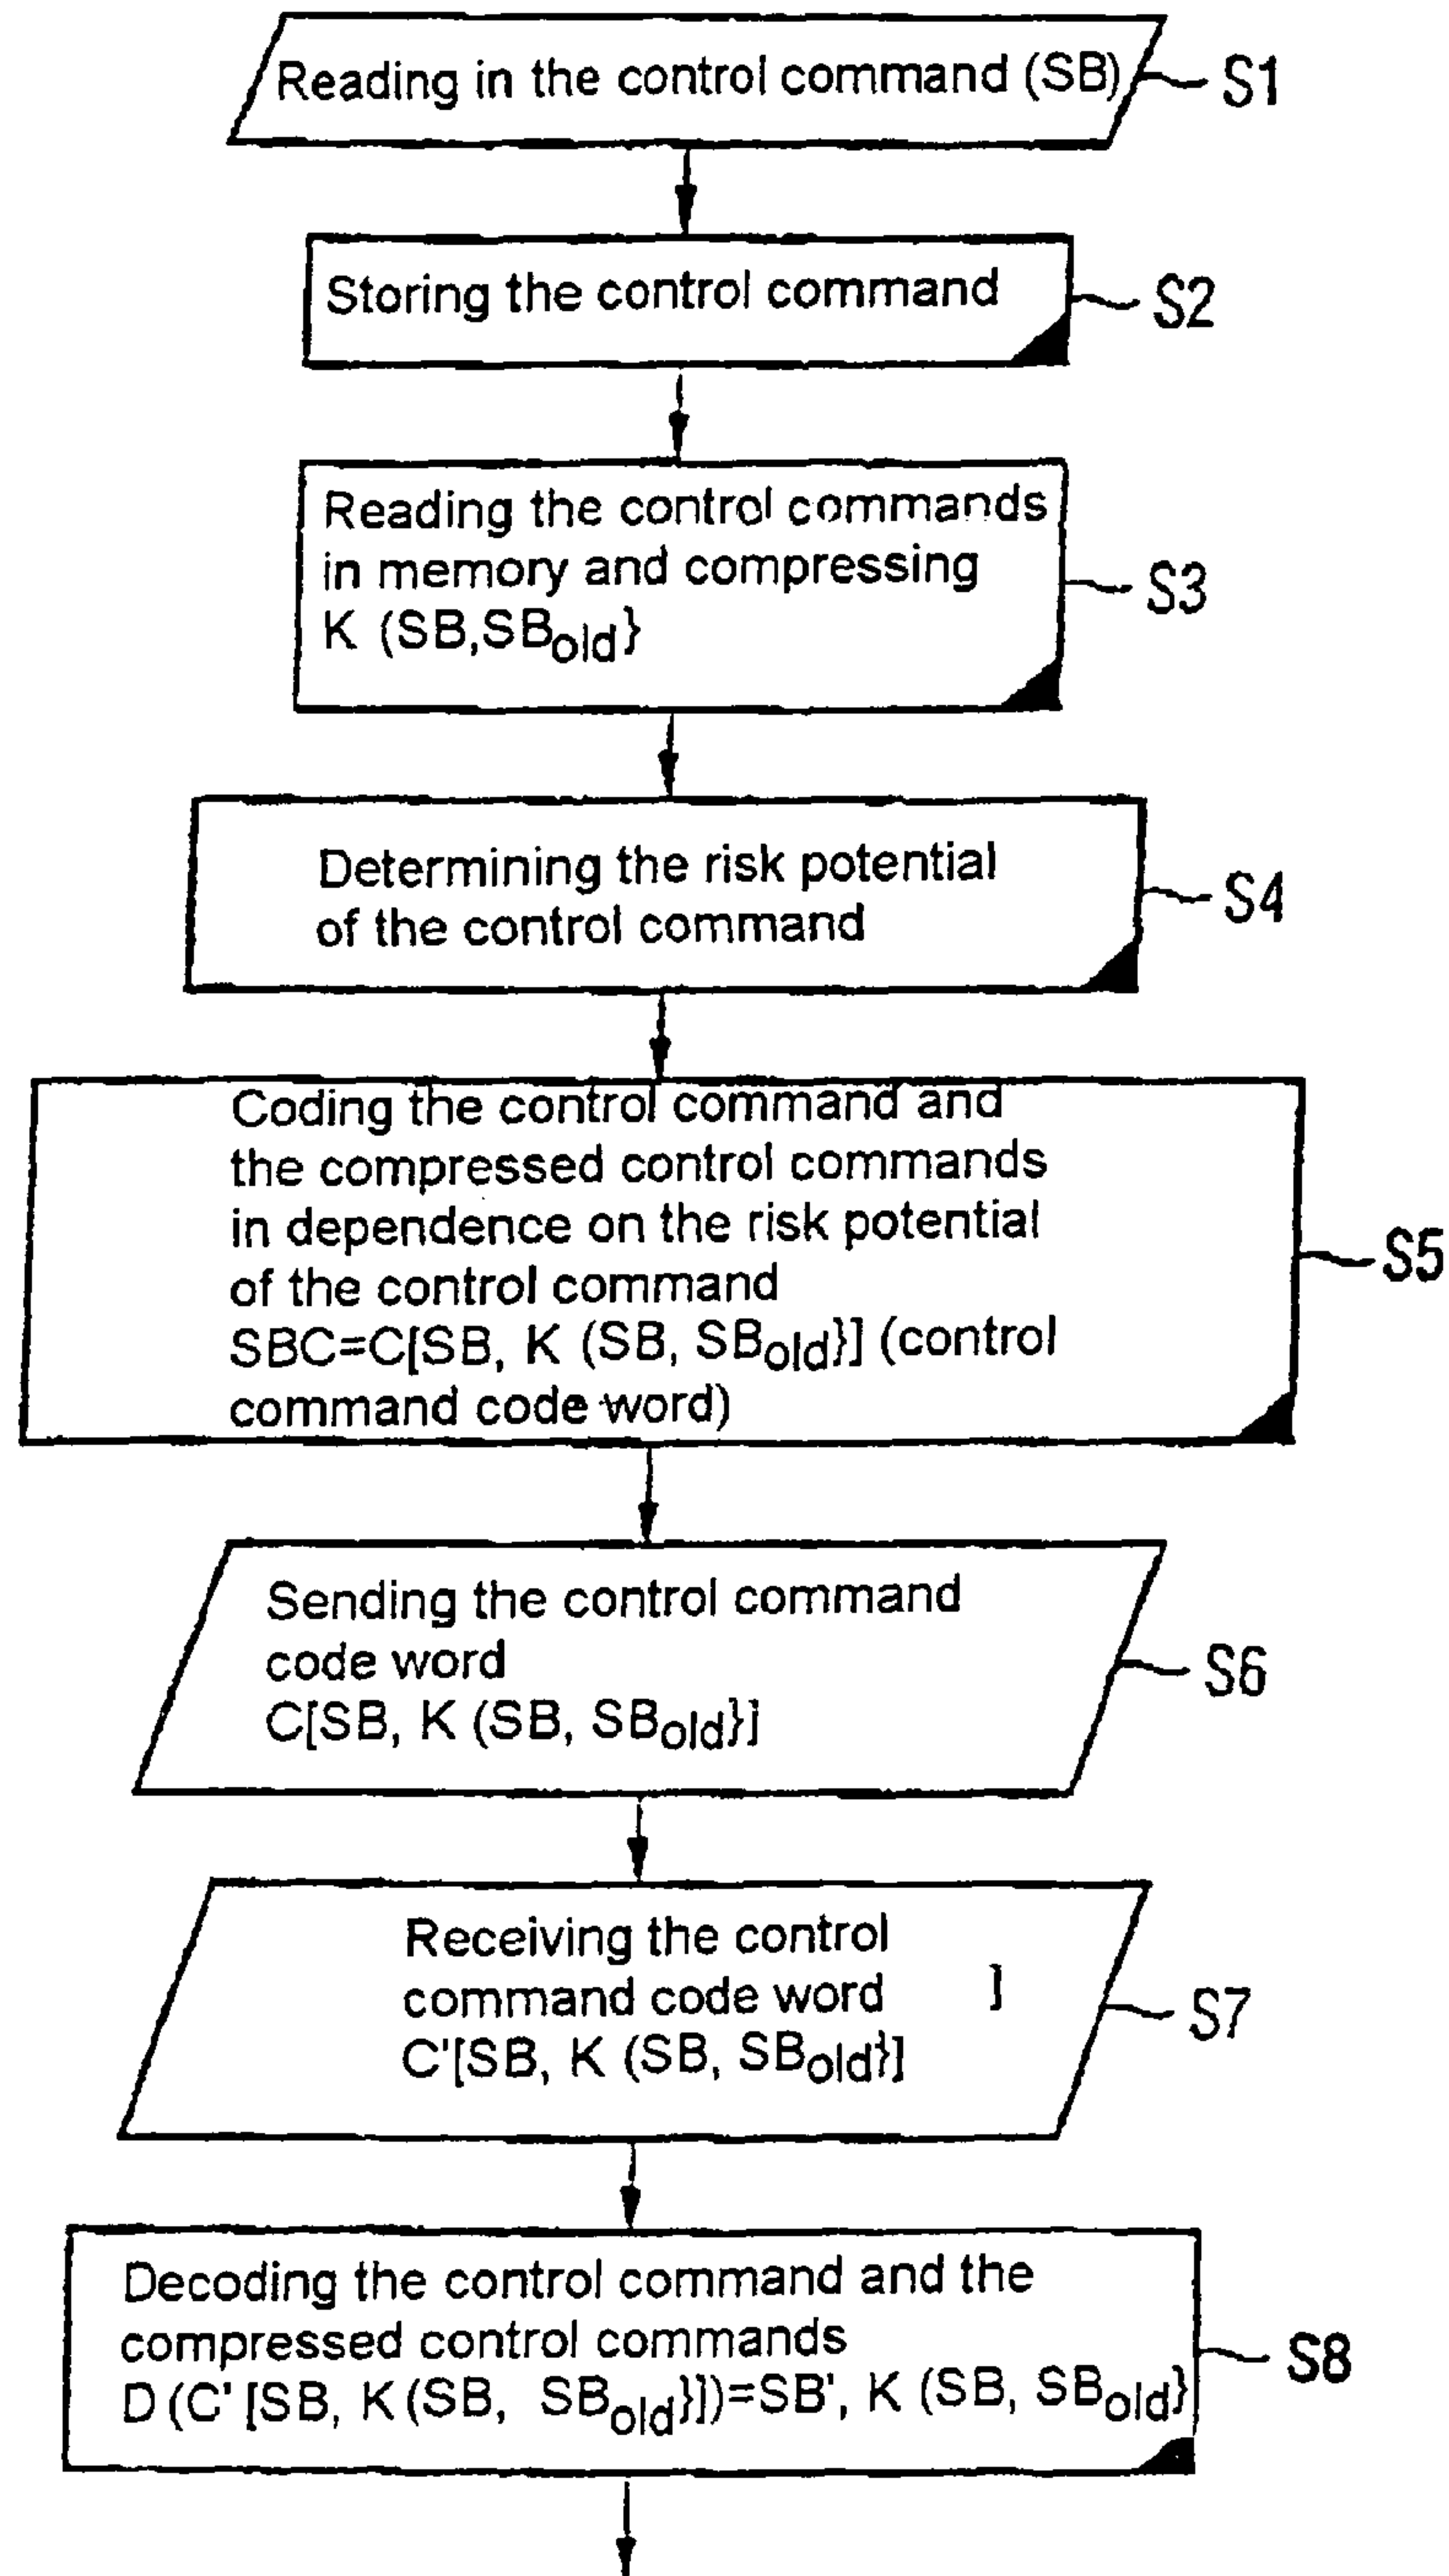 Reading in the control command (SB) S1
Storing the control command S2
Reading the control commands
in memory and compressing
K (SB,SBold} S3
Determining the risk potential
of the control command S4
Coding the control command and
the compressed control commands
in dependence on the risk potential
of the control command
SBC=C[SB, K (SB, SBold}] (control
command code word) S5
Sending the control command
code word
C[SB, K (SB, SBold}] S6
Receiving the control
command code word ]
C'[SB, K (SB, SBold}] S7
Decoding the control command and the
compressed control commands
D (C' [SB, K (SB, SBold}])=SB', K (SB, SBold} S8